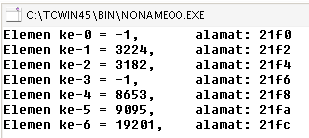 C:\TCWIN45\BIN\NONAME00.EXE
Elemen ke-0 = -1, alamat: 21f0
Elemen ke-1 = 3224, alamat: 21f2
Elemen ke-2 = 3182, alamat: 21f4
Elemen ke-3 = -1, alamat: 21f6
Elemen ke-4 = 8653, alamat: 21f8
Elemen ke-5 = 9095, alamat: 21fa
Elemen ke-6 = 19201, alamat: 21fc